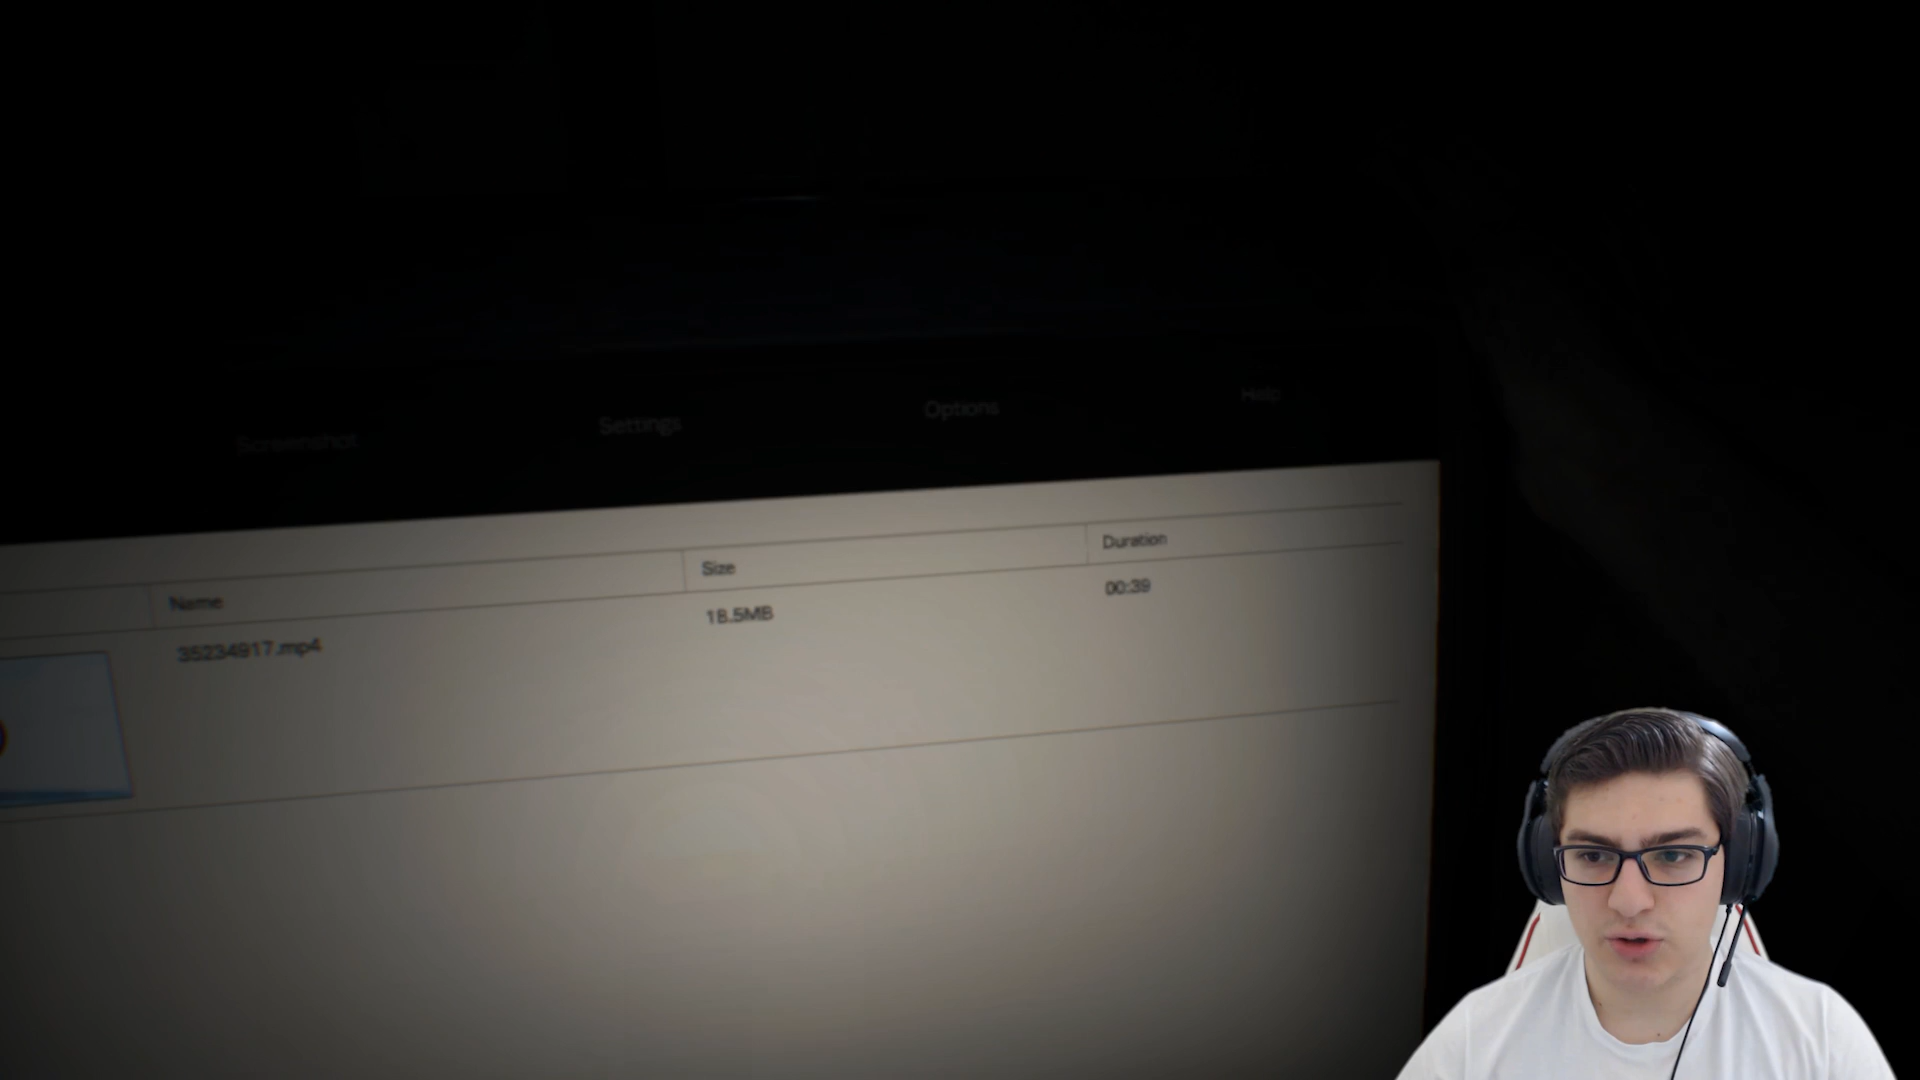 Screenshot
Settings
Options
Help
Name
Size
Duration
35234917.mp4
18.5MB
00:39